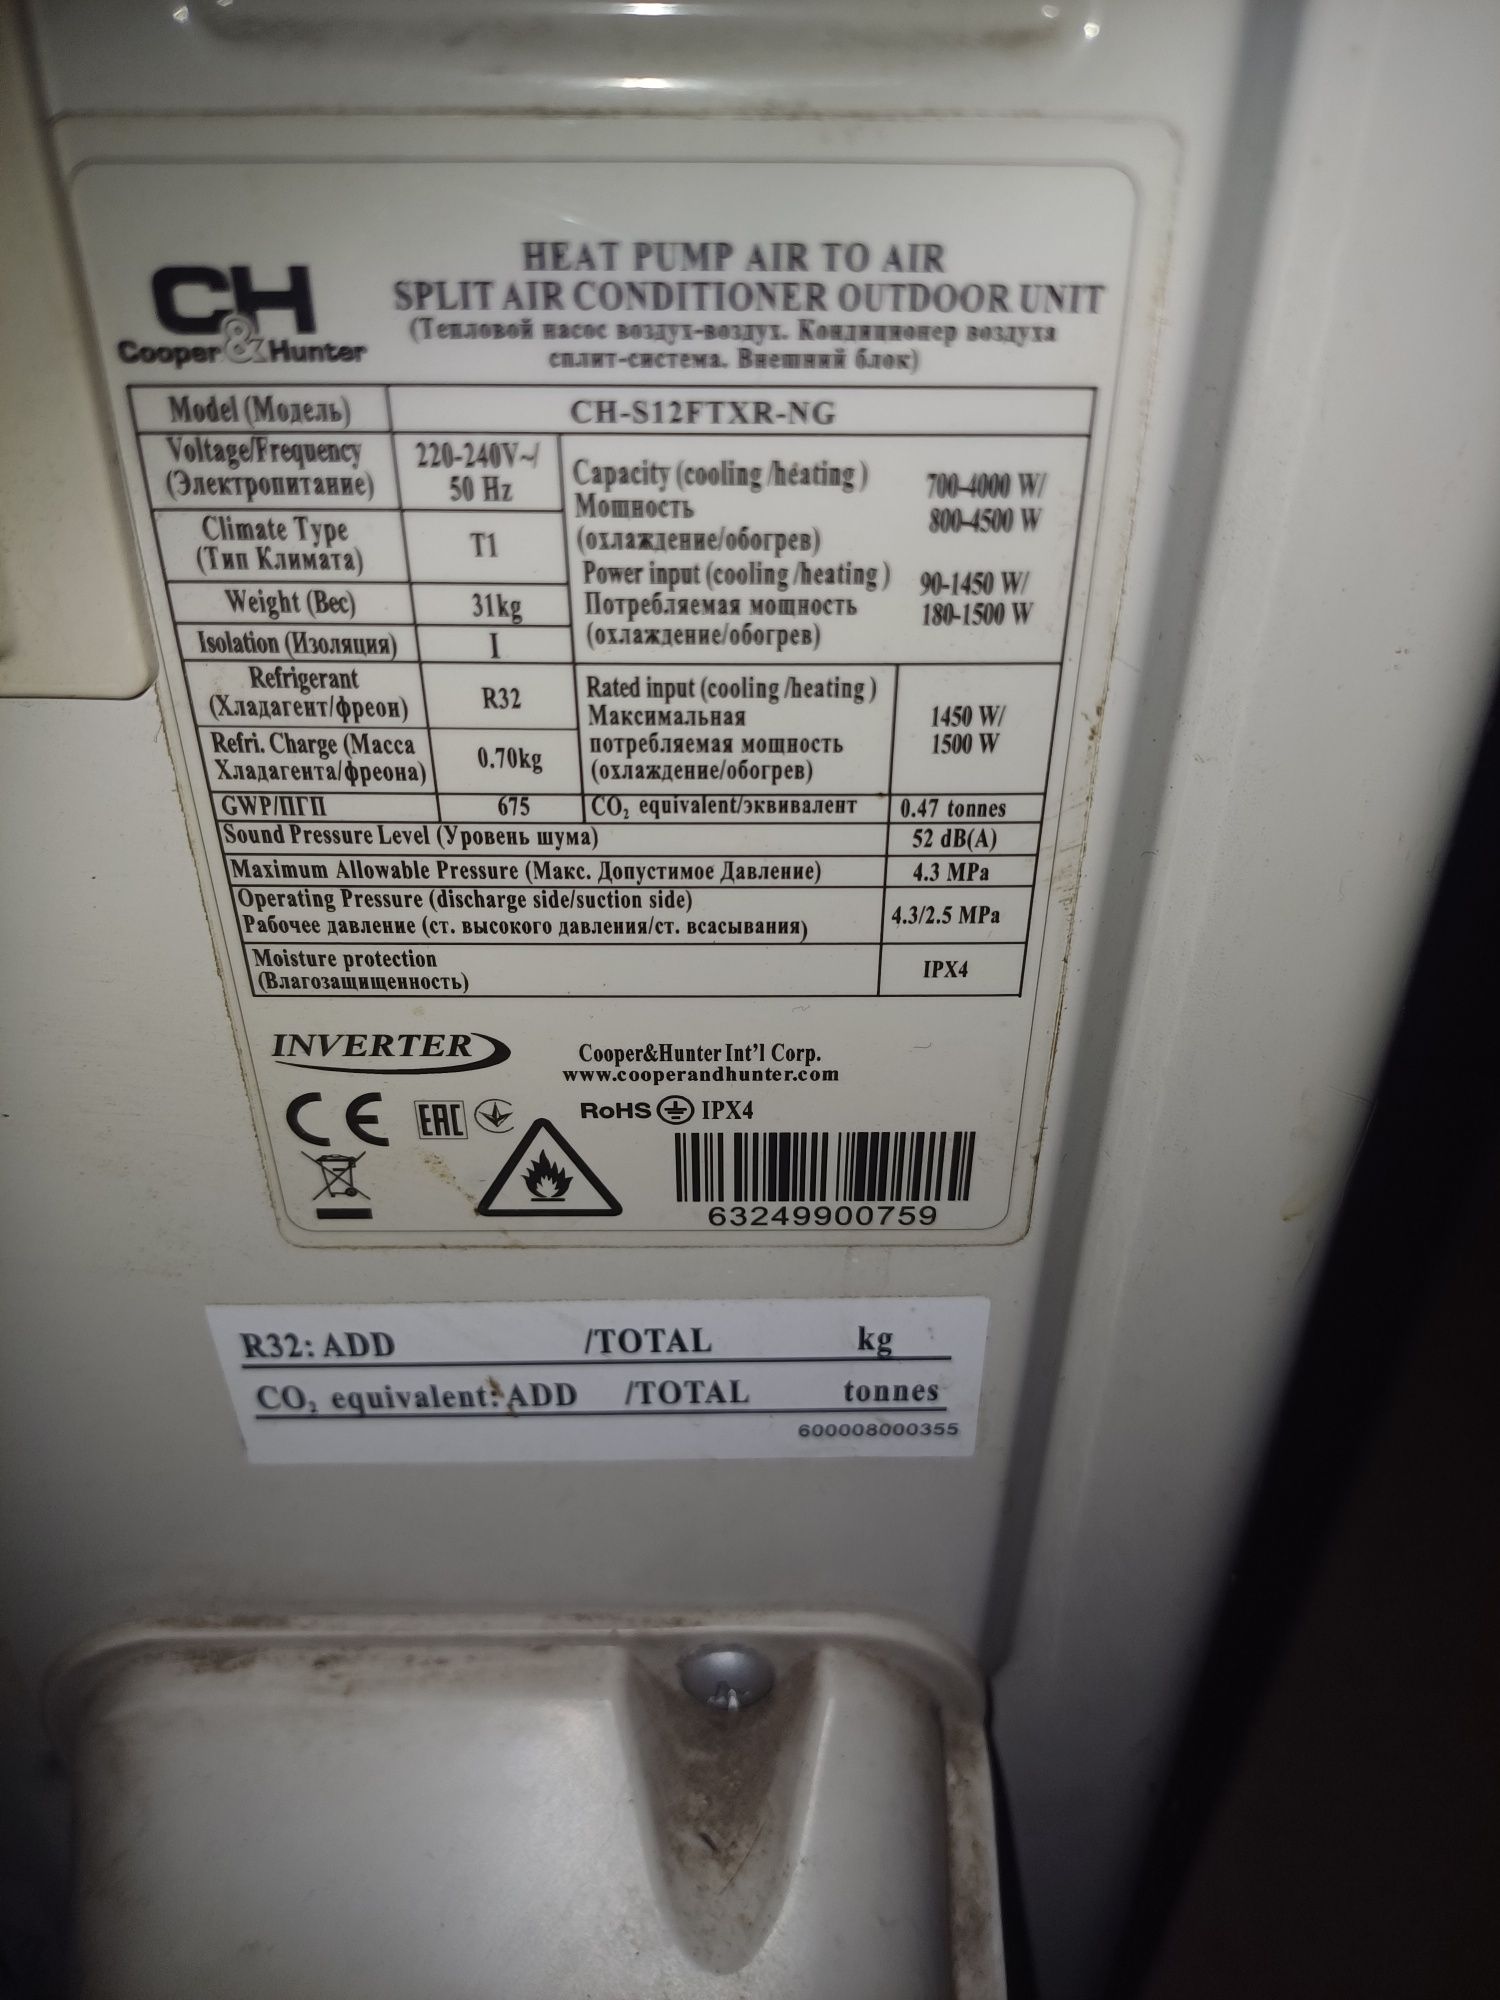 CH
Cooper&Hunter
HEAT PUMP AIR TO AIR
SPLIT AIR CONDITIONER OUTDOOR UNIT
(Тепловой насос воздух-воздух. Кондиционер воздуха
сплит-система. Внешний блок)
Model (Модель) CH-S12FTXR-NG
Voltage/Frequency
(Электропитание)
220-240V~/
50 Hz
Capacity (cooling /heating )
Мощность
(охлаждение/обогрев)
700-4000 W/
800-4500 W
Climate Type
(Тип Климата)
T1
Power input (cooling /heating )
Потребляемая мощность
(охлаждение/обогрев)
90-1450 W/
180-1500 W
Weight (Вес) 31kg
Isolation (Изоляция) I
Refrigerant
(Хладагент/фреон)
R32
Rated input (cooling /heating )
Максимальная
потребляемая мощность
(охлаждение/обогрев)
1450 W/
1500 W
Refri. Charge (Масса
Хладагента/фреона)
0.70kg
GWP/ПГП 675 CO₂ equivalent/эквивалент 0.47 tonnes
Sound Pressure Level (Уровень шума) 52 dB(A)
Maximum Allowable Pressure (Макс. Допустимое Давление) 4.3 MPa
Operating Pressure (discharge side/suction side)
Рабочее давление (ст. высокого давления/ст. всасывания)
4.3/2.5 MPa
Moisture protection
(Влагозащищенность)
IPX4
INVERTER
Cooper&Hunter Int'l Corp.
www.cooperandhunter.com
CE EAC RoHS IPX4
63249900759
R32: ADD /TOTAL kg
CO₂ equivalent: ADD /TOTAL tonnes
600008000355